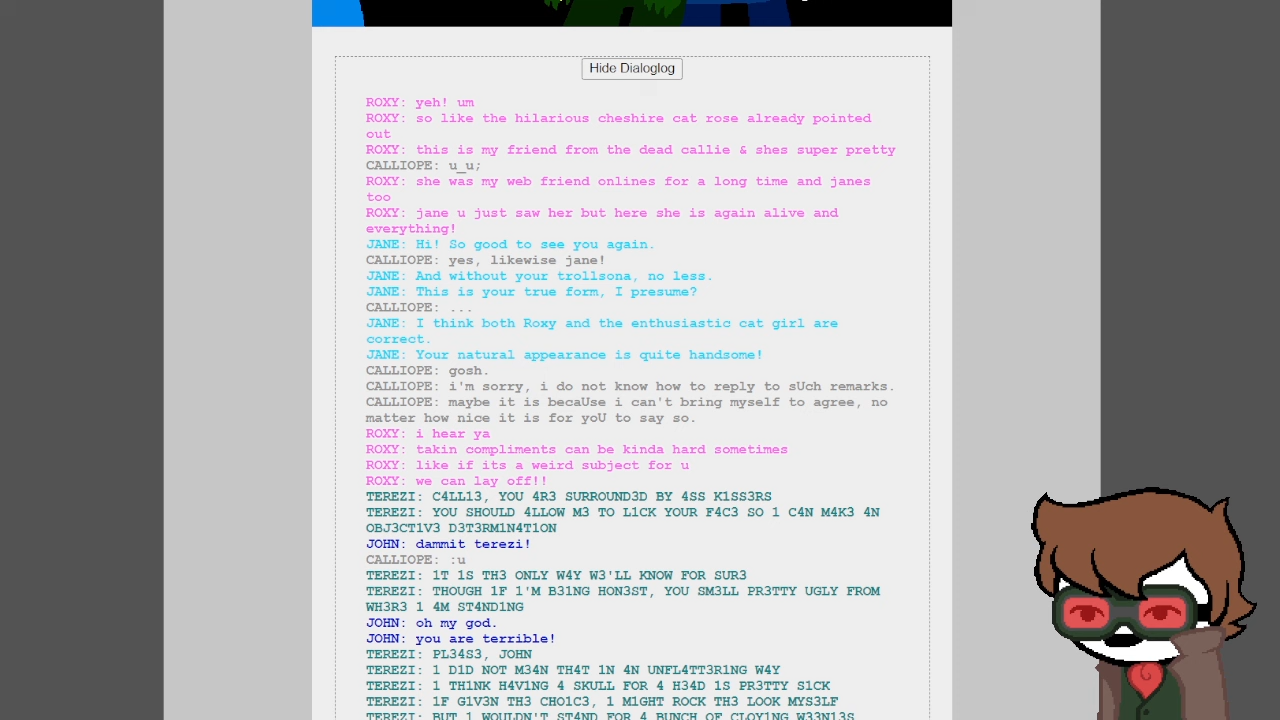 Hide Dialoglog
ROXY: yeh! um
ROXY: so like the hilarious cheshire cat rose already pointed
out
ROXY: this is my friend from the dead callie & shes super pretty
CALLIOPE: u_u;
ROXY: she was my web friend onlines for a long time and janes
too
ROXY: jane u just saw her but here she is again alive and
everything!
JANE: Hi! So good to see you again.
CALLIOPE: yes, likewise jane!
JANE: And without your trollsona, no less.
JANE: This is your true form, I presume?
CALLIOPE: ...
JANE: I think both Roxy and the enthusiastic cat girl are
correct.
JANE: Your natural appearance is quite handsome!
CALLIOPE: gosh.
CALLIOPE: i'm sorry, i do not know how to reply to sUch remarks.
CALLIOPE: maybe it is becaUse i can't bring myself to agree, no
matter how nice it is for yoU to say so.
ROXY: i hear ya
ROXY: takin compliments can be kinda hard sometimes
ROXY: like if its a weird subject for u
ROXY: we can lay off!!
TEREZI: C4LL13, YOU 4R3 SURROUND3D BY 4SS K1SS3RS
TEREZI: YOU SHOULD 4LLOW M3 TO L1CK YOUR F4C3 SO 1 C4N M4K3 4N
OBJ3CT1V3 D3T3RM1N4T1ON
JOHN: dammit terezi!
CALLIOPE: :u
TEREZI: 1T 1S TH3 ONLY W4Y W3'LL KNOW FOR SUR3
TEREZI: THOUGH 1F 1'M B31NG HON3ST, YOU SM3LL PR3TTY UGLY FROM
WH3R3 1 4M ST4ND1NG
JOHN: oh my god.
JOHN: you are terrible!
TEREZI: PL34S3, JOHN
TEREZI: 1 D1D NOT M34N TH4T 1N 4N UNFL4TT3R1NG W4Y
TEREZI: 1 TH1NK H4V1NG 4 SKULL FOR 4 H34D 1S PR3TTY S1CK
TEREZI: 1F G1V3N TH3 CHO1C3, 1 M1GHT ROCK TH3 LOOK MYS3LF
TEREZI: BUT 1 WOULDN'T ST4ND FOR 4 BUNCH OF CLOY1NG W33N13S